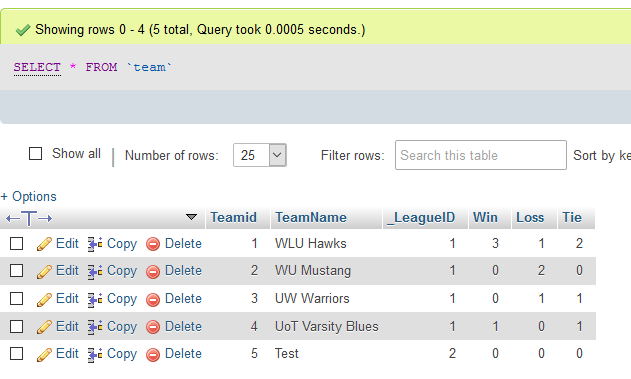 Showing rows 0 - 4 (5 total, Query took 0.0005 seconds.)
SELECT * FROM `team`
Show all | Number of rows: 25 Filter rows: Search this table Sort by ke
+ Options
←T→ Teamid TeamName _LeagueID Win Loss Tie
Edit Copy Delete 1 WLU Hawks 1 3 1 2
Edit Copy Delete 2 WU Mustang 1 0 2 0
Edit Copy Delete 3 UW Warriors 1 0 1 1
Edit Copy Delete 4 UoT Varsity Blues 1 1 0 1
Edit Copy Delete 5 Test 2 0 0 0